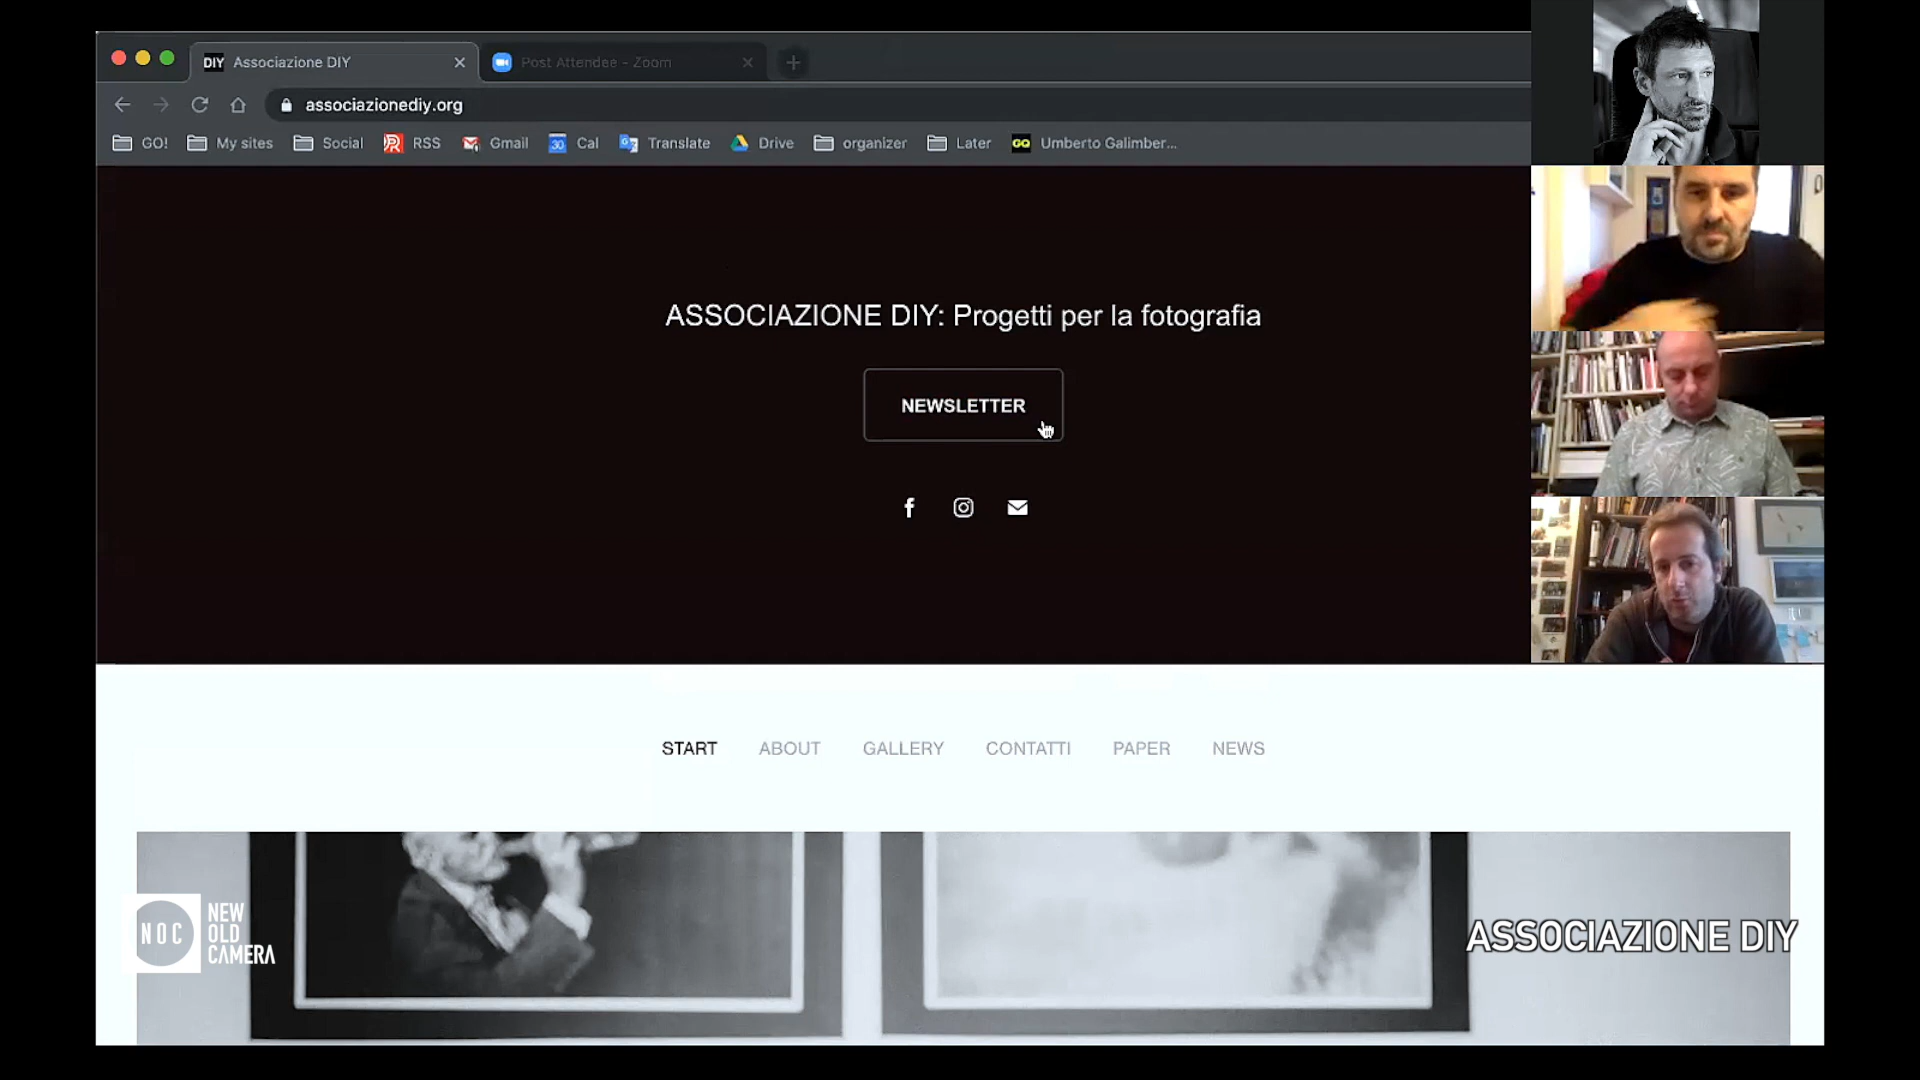 DIY Associazione DIY
Post Attendee - Zoom
associazionediy.org
GO! My sites Social RSS Gmail 30 Cal Translate Drive organizer Later GO Umberto Galimber...
ASSOCIAZIONE DIY: Progetti per la fotografia
NEWSLETTER
START ABOUT GALLERY CONTATTI PAPER NEWS
NOC
NEW
OLD
CAMERA
ASSOCIAZIONE DIY